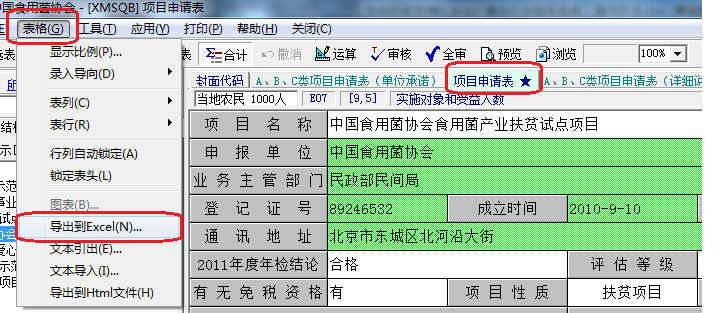 中国食用菌协会 - [XMSQB] 项目申请表
表格(G) 工具(T) 应用(Y) 打印(P) 帮助(H) 关闭(C)
显示比例(P)...
录入导向(D)
表列(C)
表行(R)
行列自动锁定(A)
锁定表头(L)
图表(B)...
导出到Excel(N)...
文本引出(E)...
文本导入(I)...
导出到Html文件(H)
合计 撤消 运算 审核 全审 预览 浏览 100%
封面代码 A、B、C类项目申请表（单位承诺） 项目申请表 ★ A、B、C类项目申请表（详细讲
当地农民 1000人 E07 [9,5] 实施对象和受益人数
项目名称 中国食用菌协会食用菌产业扶贫试点项目
申报单位 中国食用菌协会
业务主管部门 民政部民间局
登记证号 89246532 成立时间 2010-9-10
通讯地址 北京市东城区北河沿大街
2011年度年检结论 合格 评估等级
有无免税资格 有 项目性质 扶贫项目